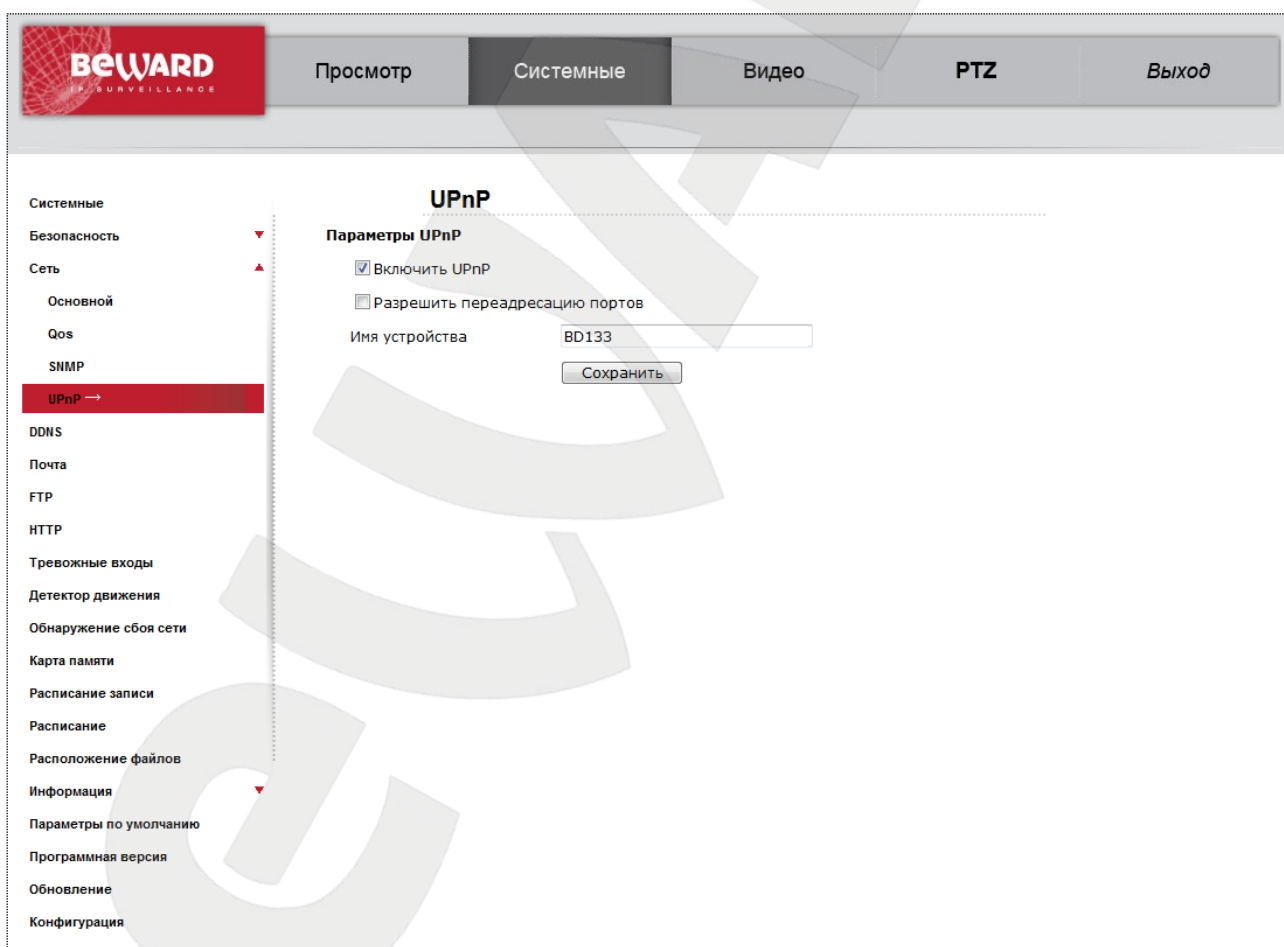 BEWARD
IP SURVEILLANCE
Просмотр
Системные
Видео
PTZ
Выход
Системные
Безопасность
Сеть
Основной
Qos
SNMP
UPnP →
DDNS
Почта
FTP
HTTP
Тревожные входы
Детектор движения
Обнаружение сбоя сети
Карта памяти
Расписание записи
Расписание
Расположение файлов
Информация
Параметры по умолчанию
Программная версия
Обновление
Конфигурация
UPnP
Параметры UPnP
Включить UPnP
Разрешить переадресацию портов
Имя устройства BD133
Сохранить